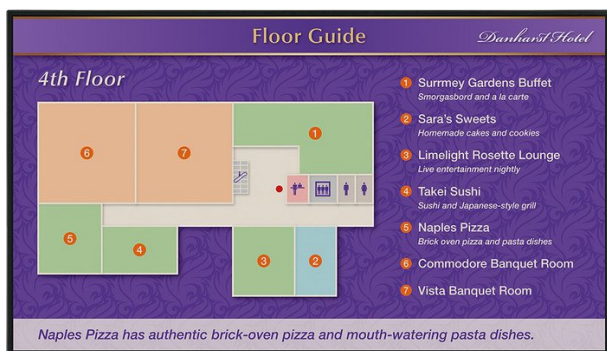 Floor Guide
Danharst Hotel
4th Floor
1 Surrmey Gardens Buffet
Smorgasbord and a la carte
2 Sara's Sweets
Homemade cakes and cookies
3 Limelight Rosette Lounge
Live entertainment nightly
4 Takei Sushi
Sushi and Japanese-style grill
5 Naples Pizza
Brick oven pizza and pasta dishes
6 Commodore Banquet Room
7 Vista Banquet Room
6
7
1
5
4
3
2
Naples Pizza has authentic brick-oven pizza and mouth-watering pasta dishes.